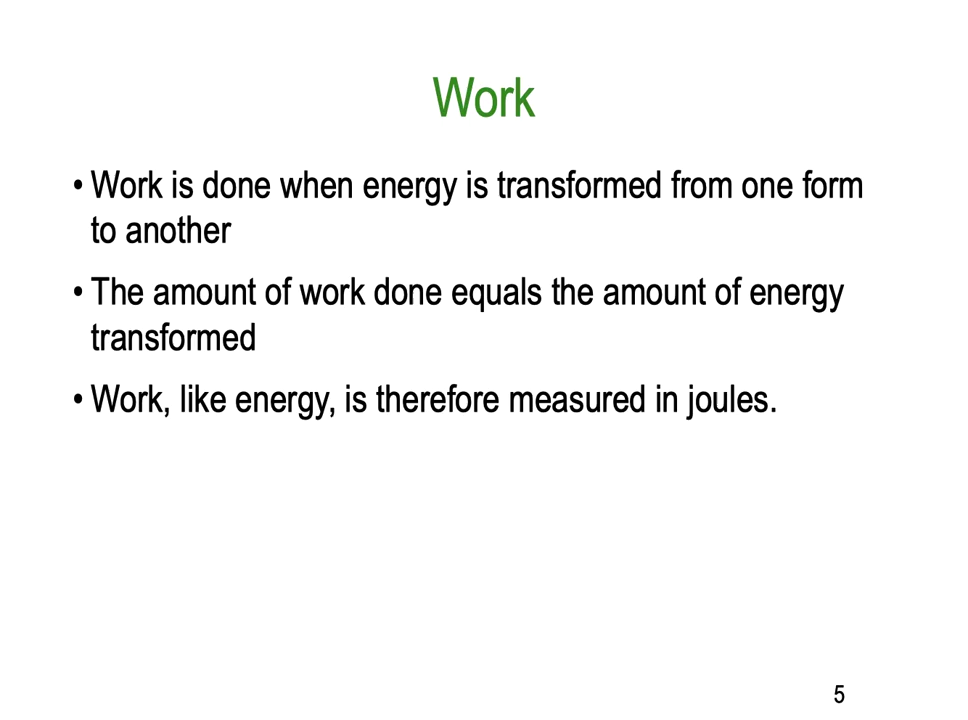 Work
• Work is done when energy is transformed from one form
to another
• The amount of work done equals the amount of energy
transformed
• Work, like energy, is therefore measured in joules.
5